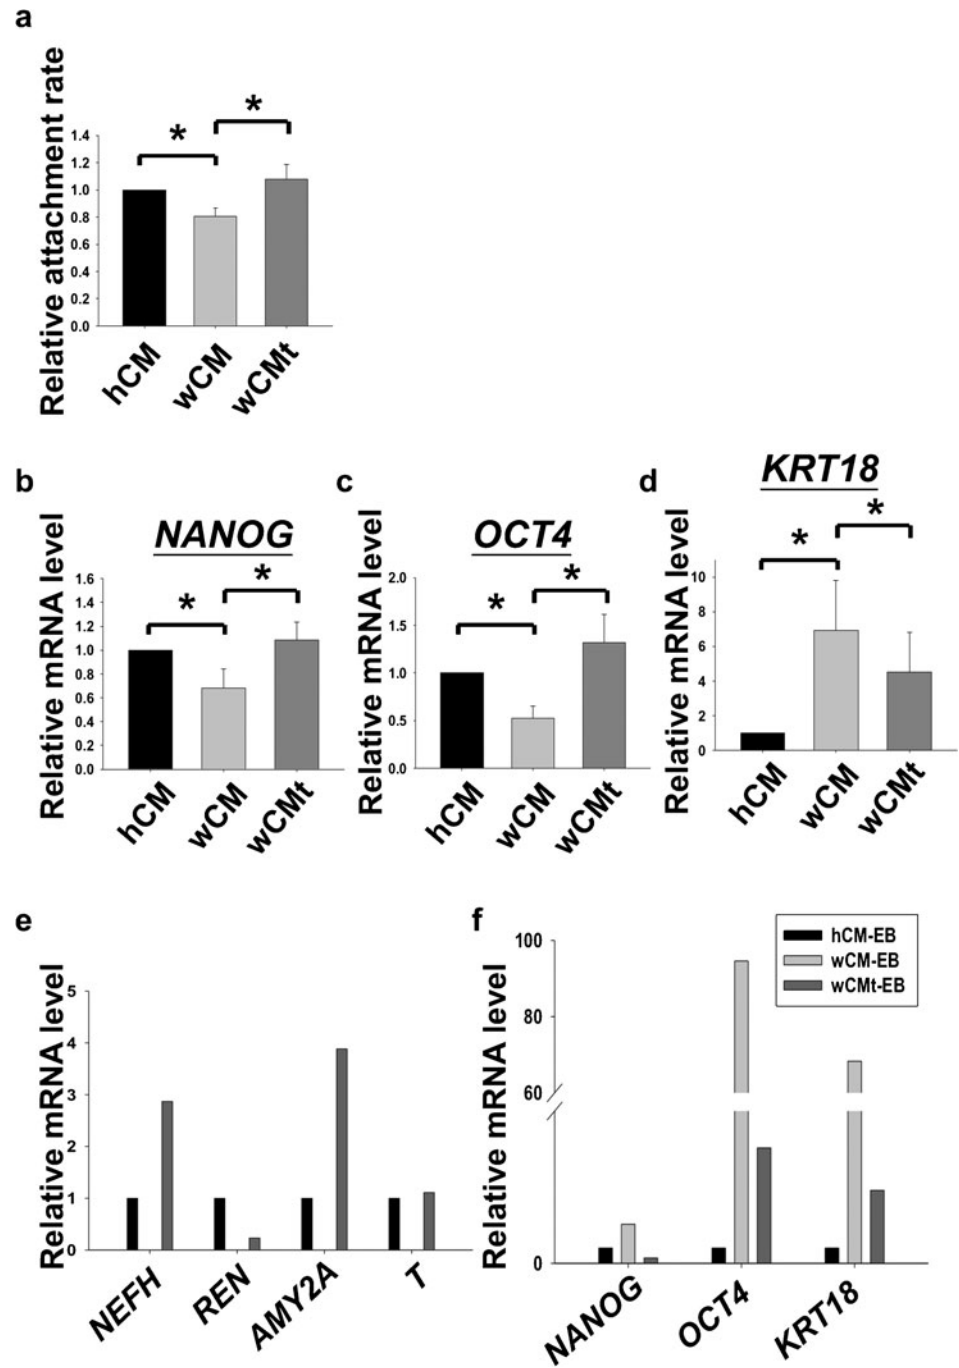 a
Relative attachment rate
1.4
1.2
1.0
0.8
0.6
0.4
0.2
0.0
*
*
hCM
wCM
wCMt
b
NANOG
Relative mRNA level
1.6
1.4
1.2
1.0
0.8
0.6
0.4
0.2
0.0
*
*
hCM
wCM
wCMt
c
OCT4
Relative mRNA level
2.0
1.5
1.0
0.5
0.0
*
*
hCM
wCM
wCMt
d
KRT18
Relative mRNA level
10
8
6
4
2
0
*
*
hCM
wCM
wCMt
e
Relative mRNA level
5
4
3
2
1
0
NEFH
REN
AMY2A
T
f
Relative mRNA level
100
80
60
0
hCM-EB
wCM-EB
wCMt-EB
NANOG
OCT4
KRT18